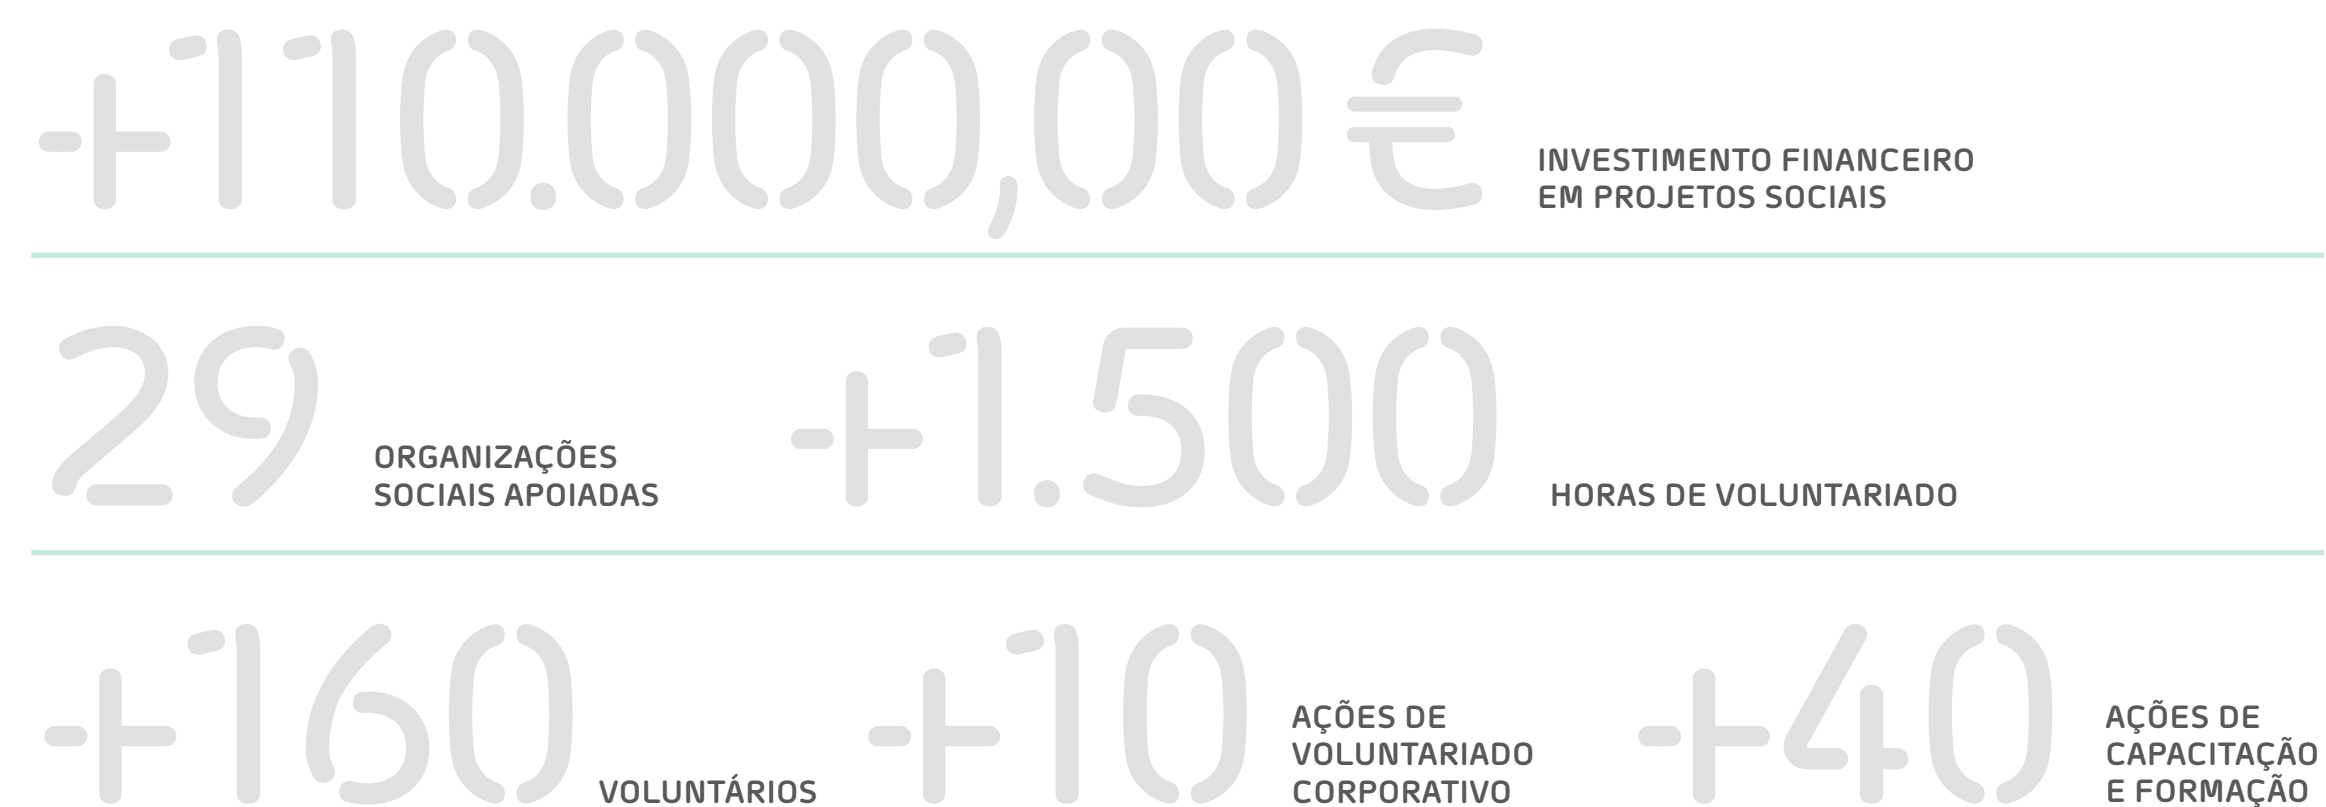 +110.000,00 €
INVESTIMENTO FINANCEIRO
EM PROJETOS SOCIAIS
29
ORGANIZAÇÕES
SOCIAIS APOIADAS
+1.500
HORAS DE VOLUNTARIADO
+160
VOLUNTÁRIOS
+10
AÇÕES DE
VOLUNTARIADO
CORPORATIVO
+40
AÇÕES DE
CAPACITAÇÃO
E FORMAÇÃO